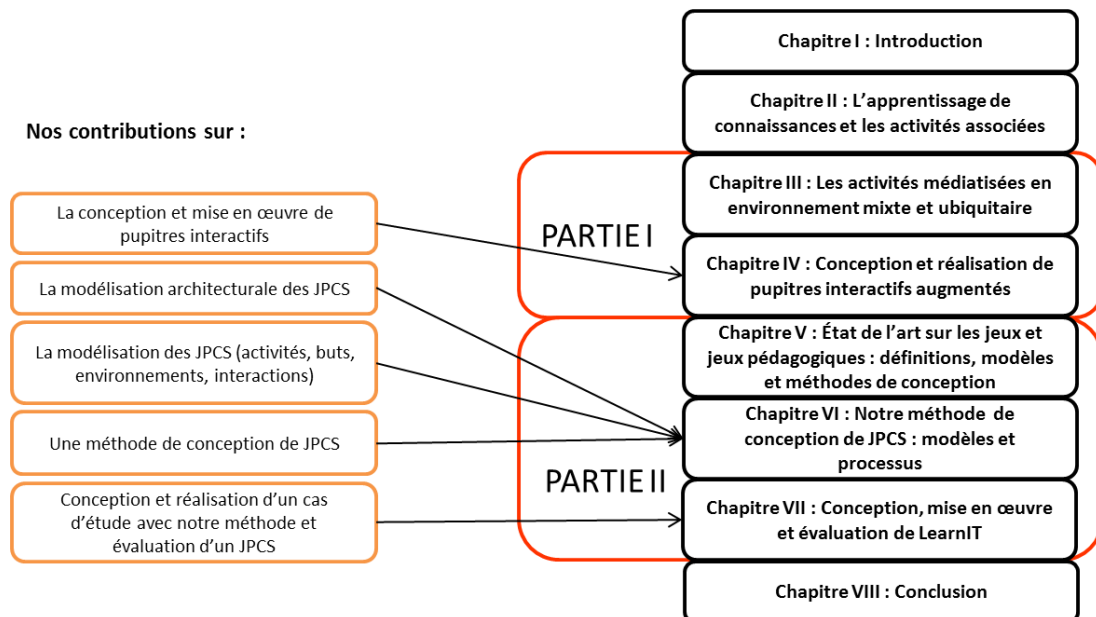 Nos contributions sur :
La conception et mise en œuvre de
pupitres interactifs
La modélisation architecturale des JPCS
La modélisation des JPCS (activités, buts,
environnements, interactions)
Une méthode de conception de JPCS
Conception et réalisation d’un cas
d’étude avec notre méthode et
évaluation d’un JPCS
PARTIE I
PARTIE II
Chapitre I : Introduction
Chapitre II : L’apprentissage de
connaissances et les activités associées
Chapitre III : Les activités médiatisées en
environnement mixte et ubiquitaire
Chapitre IV : Conception et réalisation de
pupitres interactifs augmentés
Chapitre V : État de l’art sur les jeux et
jeux pédagogiques : définitions, modèles
et méthodes de conception
Chapitre VI : Notre méthode de
conception de JPCS : modèles et
processus
Chapitre VII : Conception, mise en œuvre
et évaluation de LearnIT
Chapitre VIII : Conclusion